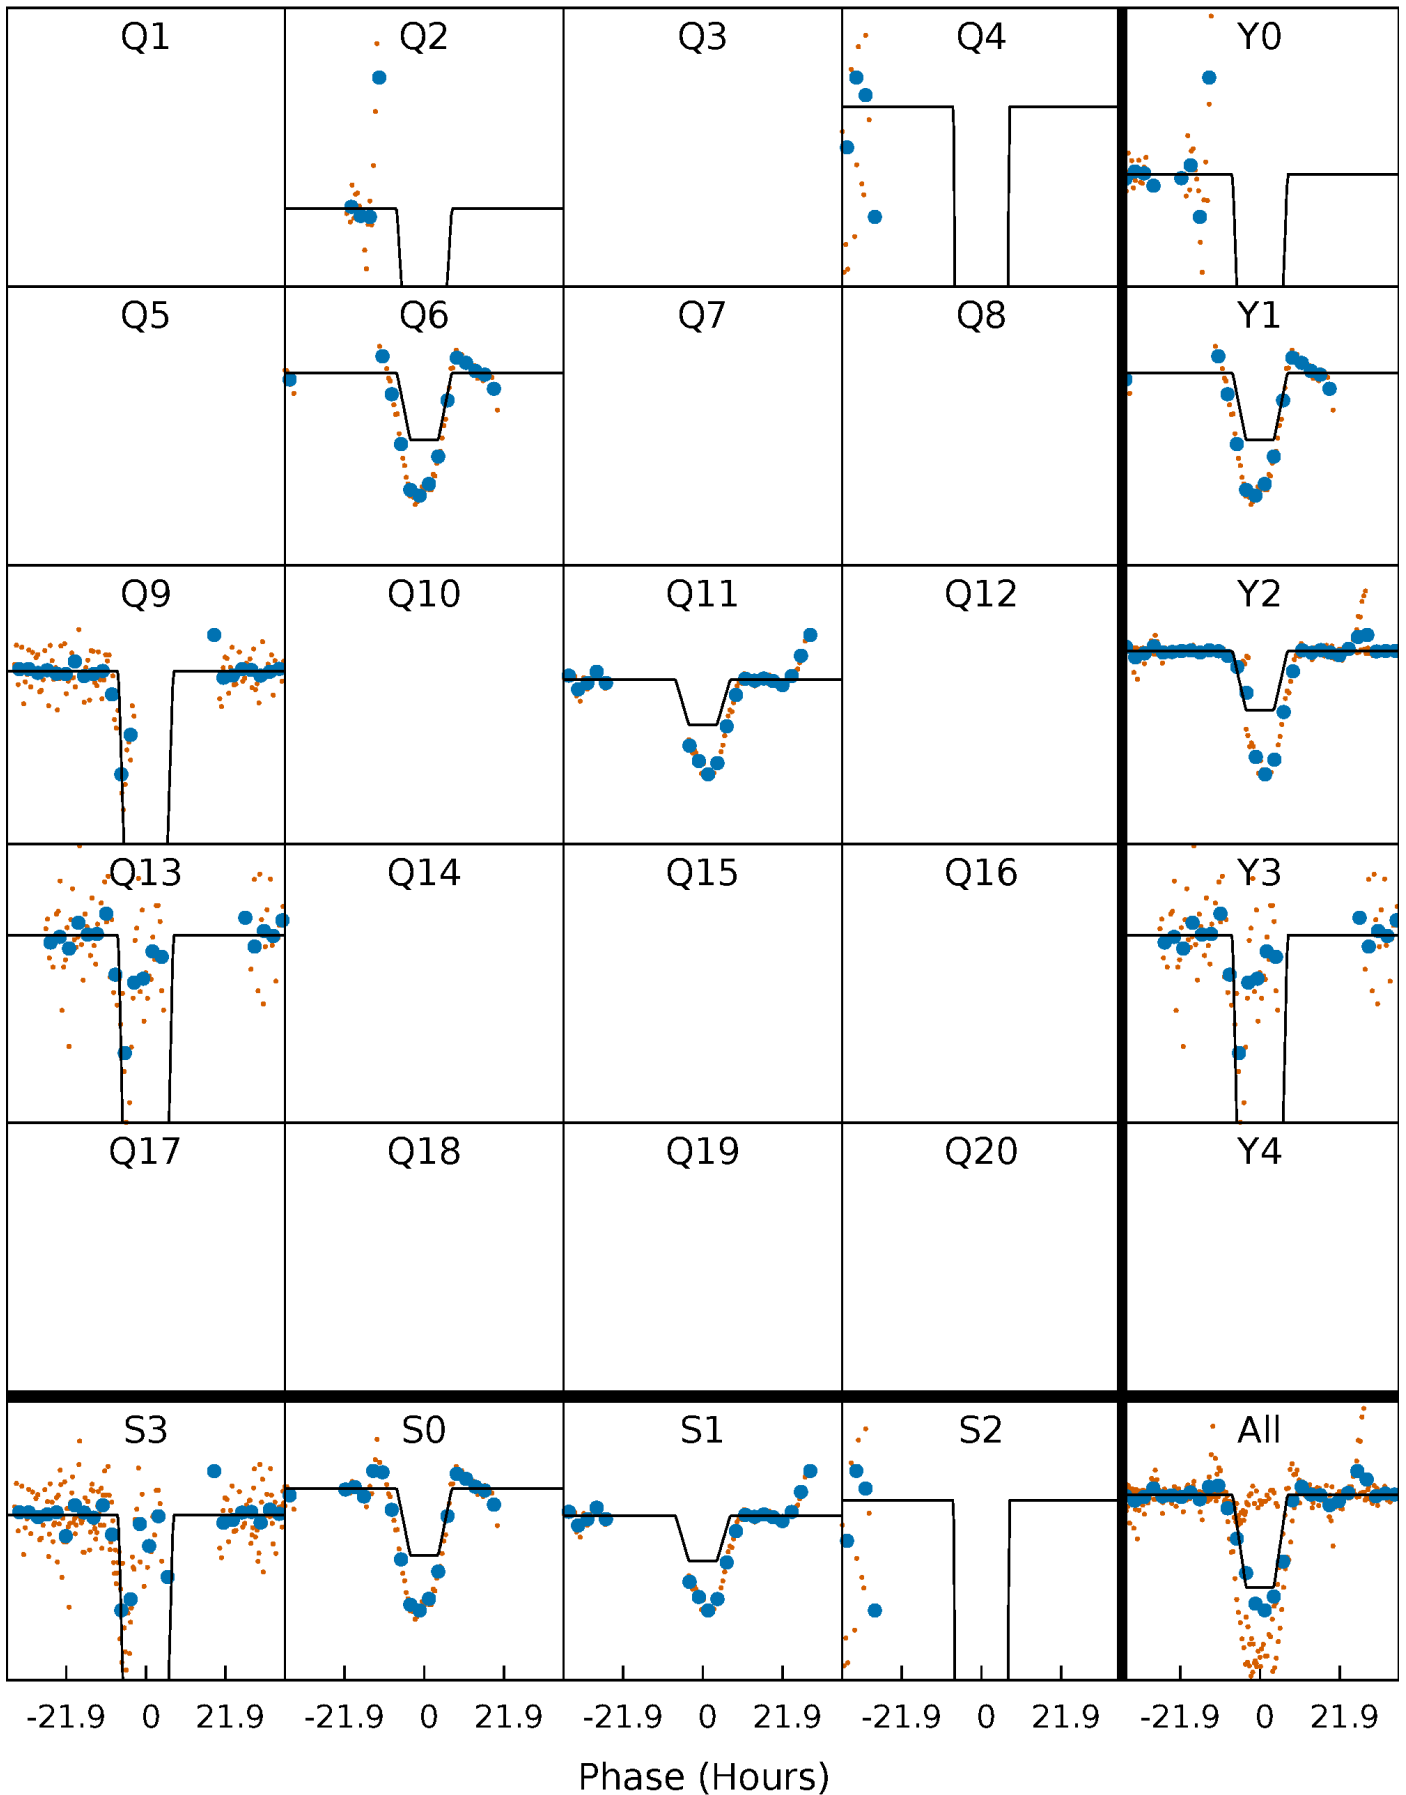 Q1 Q2 Q3 Q4 Y0
Q5 Q6 Q7 Q8 Y1
Q9 Q10 Q11 Q12 Y2
Q13 Q14 Q15 Q16 Y3
Q17 Q18 Q19 Q20 Y4
S3 S0 S1 S2 All
-21.9 0 21.9 -21.9 0 21.9 -21.9 0 21.9 -21.9 0 21.9 -21.9 0 21.9
Phase (Hours)